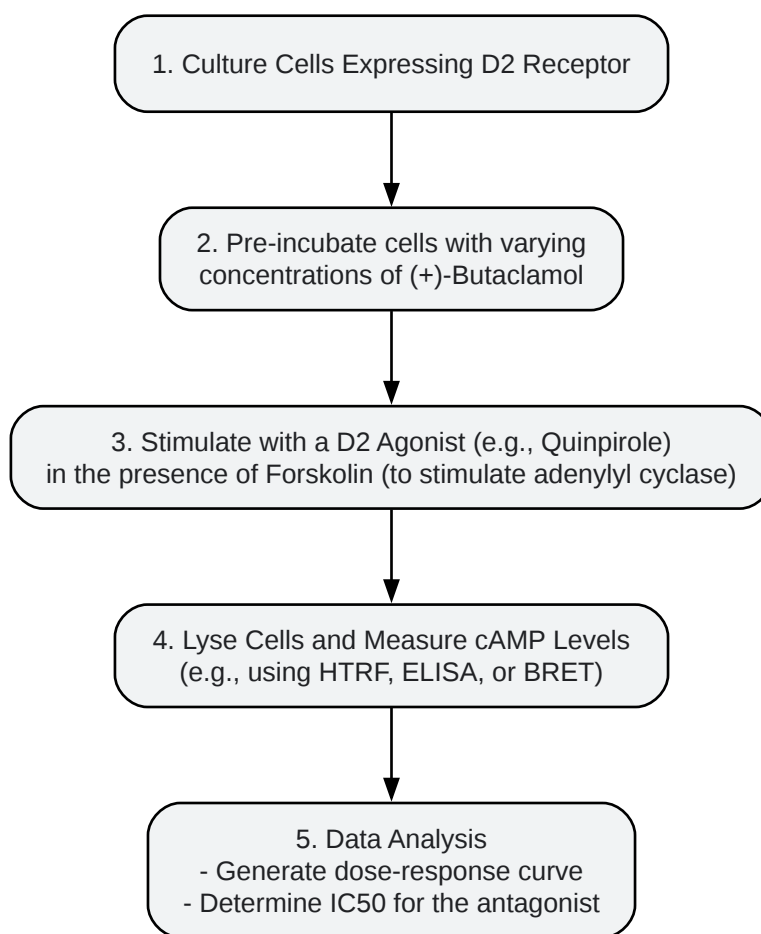 1. Culture Cells Expressing D2 Receptor
2. Pre-incubate cells with varying
concentrations of (+)-Butaclamol
3. Stimulate with a D2 Agonist (e.g., Quinpirole)
in the presence of Forskolin (to stimulate adenylyl cyclase)
4. Lyse Cells and Measure cAMP Levels
(e.g., using HTRF, ELISA, or BRET)
5. Data Analysis
- Generate dose-response curve
- Determine IC50 for the antagonist